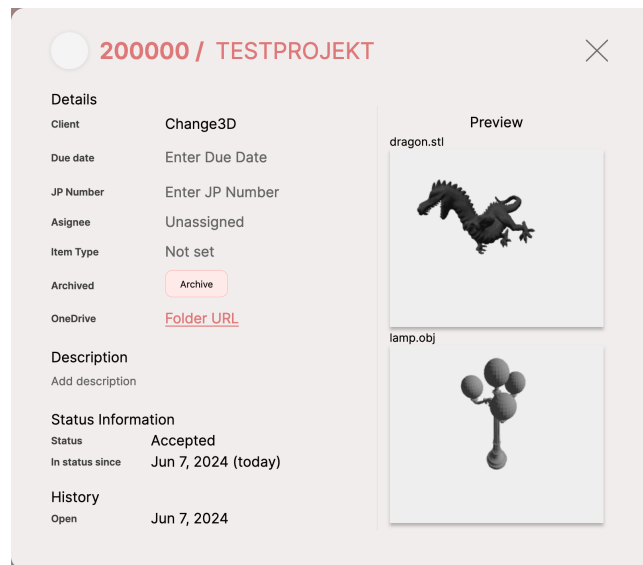 200000 / TESTPROJEKT
Details
Client Change3D
Due date Enter Due Date
JP Number Enter JP Number
Asignee Unassigned
Item Type Not set
Archived Archive
OneDrive Folder URL
Description
Add description
Status Information
Status Accepted
In status since Jun 7, 2024 (today)
History
Open Jun 7, 2024
Preview
dragon.stl
lamp.obj